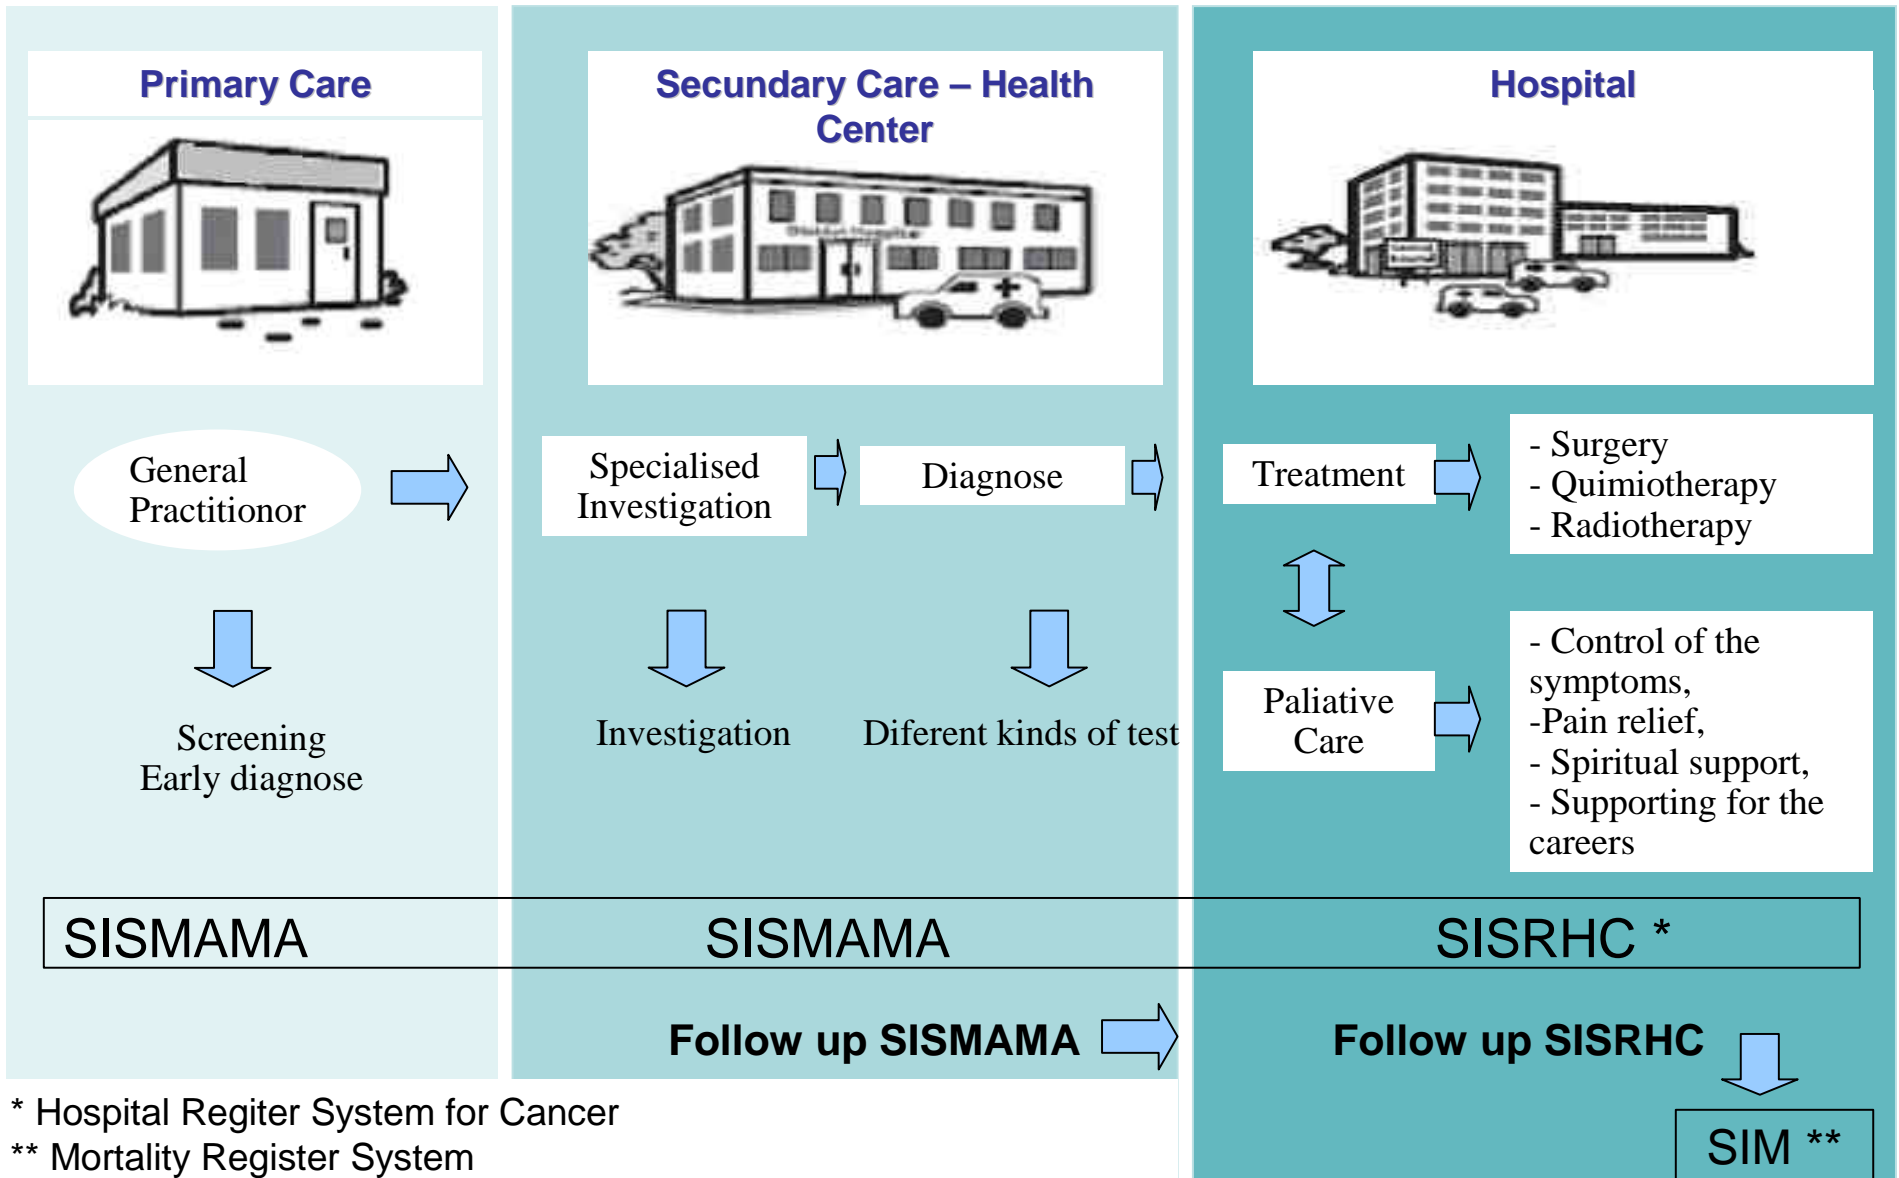 Primary Care
Secundary Care – Health
Center
Hospital
General
Practitionor
Specialised
Investigation
Diagnose
Treatment
- Surgery
- Quimiotherapy
- Radiotherapy
Screening
Early diagnose
Investigation
Diferent kinds of test
Paliative
Care
- Control of the
symptoms,
-Pain relief,
- Spiritual support,
- Supporting for the
careers
SISMAMA
SISMAMA
SISRHC *
Follow up SISMAMA
Follow up SISRHC
* Hospital Regiter System for Cancer
** Mortality Register System
SIM **